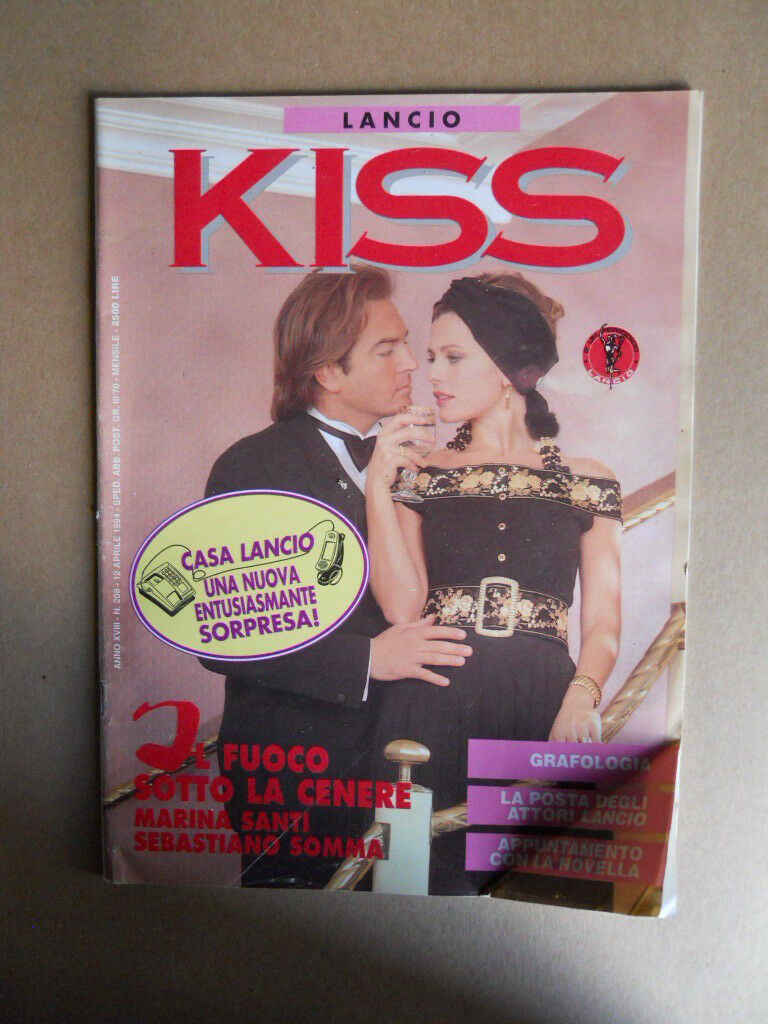 LANCIO
KISS
ANNO XVIII - N. 208 - 12 APRILE 1994 - SPED. ABB. POST. GR. III/70 - MENSILE - 2500 LIRE
LANCIO
CASA LANCIO
UNA NUOVA
ENTUSIASMANTE
SORPRESA!
IL FUOCO
SOTTO LA CENERE
MARINA SANTI
SEBASTIANO SOMMA
GRAFOLOGIA
LA POSTA DEGLI
ATTORI LANCIO
APPUNTAMENTO
CON LA NOVELLA